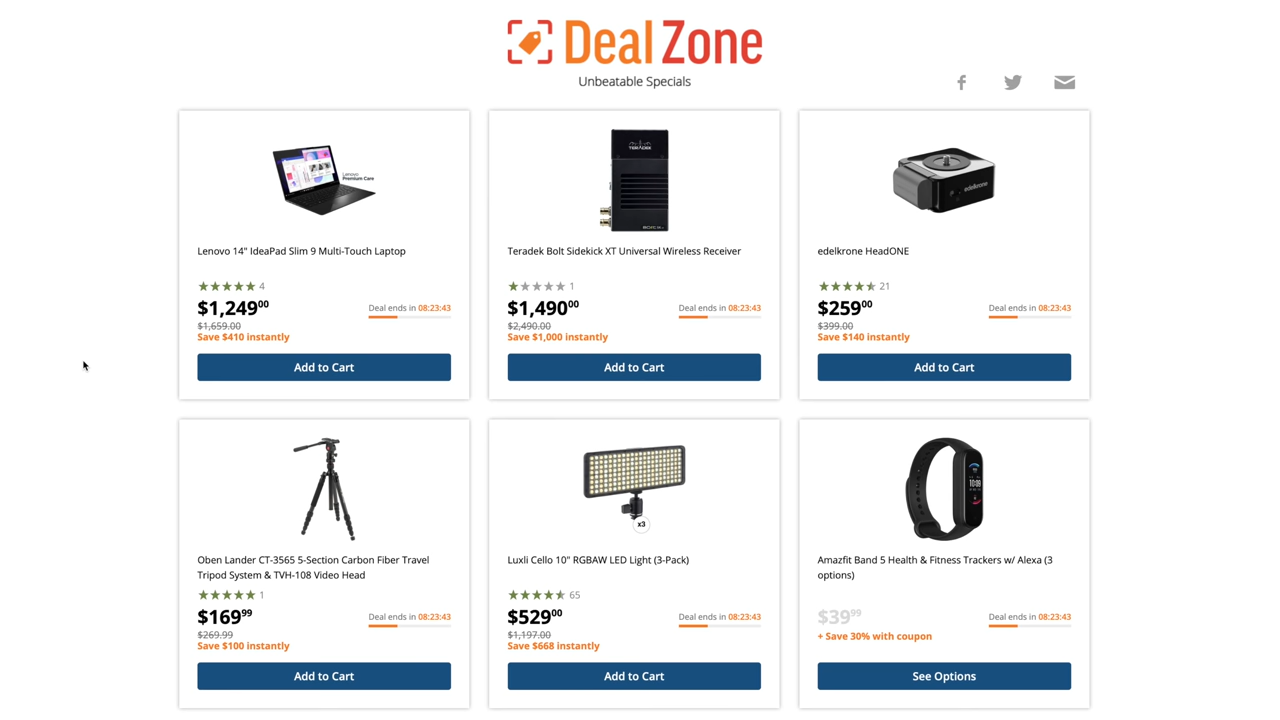 Deal Zone
Unbeatable Specials
Lenovo
Premium Care
Lenovo 14" IdeaPad Slim 9 Multi-Touch Laptop
4
$1,249.00
Deal ends in 08:23:43
$1,659.00
Save $410 instantly
Add to Cart
TERADEK
Teradek Bolt Sidekick XT Universal Wireless Receiver
1
$1,490.00
Deal ends in 08:23:43
$2,490.00
Save $1,000 instantly
Add to Cart
edelkrone
edelkrone HeadONE
21
$259.00
Deal ends in 08:23:43
$399.00
Save $140 instantly
Add to Cart
Oben Lander CT-3565 5-Section Carbon Fiber Travel
Tripod System & TVH-108 Video Head
1
$169.99
Deal ends in 08:23:43
$269.99
Save $100 instantly
Add to Cart
x3
Luxli Cello 10" RGBAW LED Light (3-Pack)
65
$529.00
Deal ends in 08:23:43
$1,197.00
Save $668 instantly
Add to Cart
10:09
Amazfit Band 5 Health & Fitness Trackers w/ Alexa (3
options)
$39.99
Deal ends in 08:23:43
+ Save 30% with coupon
See Options